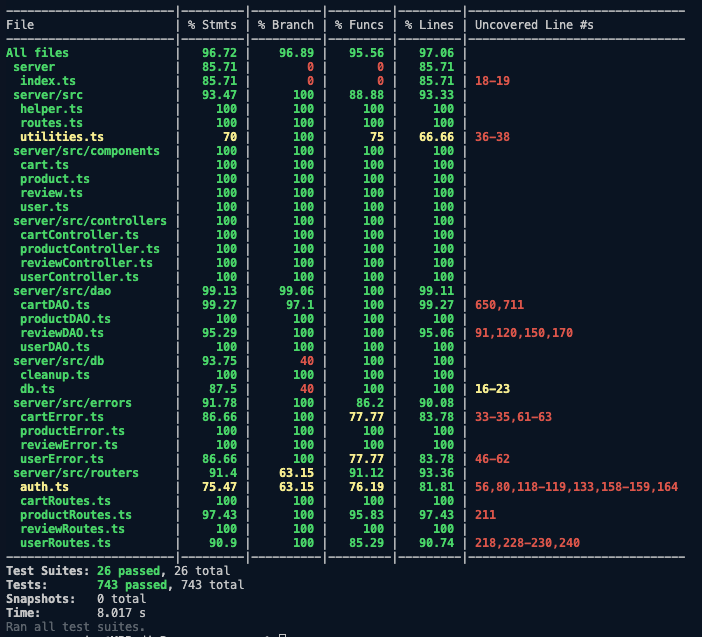 File | % Stmts | % Branch | % Funcs | % Lines | Uncovered Line #s
All files | 96.72 | 96.89 | 95.56 | 97.06 |
server | 85.71 | 0 | 0 | 85.71 |
index.ts | 85.71 | 0 | 0 | 85.71 | 18-19
server/src | 93.47 | 100 | 88.88 | 93.33 |
helper.ts | 100 | 100 | 100 | 100 |
routes.ts | 100 | 100 | 100 | 100 |
utilities.ts | 70 | 100 | 75 | 66.66 | 36-38
server/src/components | 100 | 100 | 100 | 100 |
cart.ts | 100 | 100 | 100 | 100 |
product.ts | 100 | 100 | 100 | 100 |
review.ts | 100 | 100 | 100 | 100 |
user.ts | 100 | 100 | 100 | 100 |
server/src/controllers | 100 | 100 | 100 | 100 |
cartController.ts | 100 | 100 | 100 | 100 |
productController.ts | 100 | 100 | 100 | 100 |
reviewController.ts | 100 | 100 | 100 | 100 |
userController.ts | 100 | 100 | 100 | 100 |
server/src/dao | 99.13 | 99.06 | 100 | 99.11 |
cartDAO.ts | 99.27 | 97.1 | 100 | 99.27 | 650,711
productDAO.ts | 100 | 100 | 100 | 100 |
reviewDAO.ts | 95.29 | 100 | 100 | 95.06 | 91,120,150,170
userDAO.ts | 100 | 100 | 100 | 100 |
server/src/db | 93.75 | 40 | 100 | 100 |
cleanup.ts | 100 | 100 | 100 | 100 |
db.ts | 87.5 | 40 | 100 | 100 | 16-23
server/src/errors | 91.78 | 100 | 86.2 | 90.08 |
cartError.ts | 86.66 | 100 | 77.77 | 83.78 | 33-35,61-63
productError.ts | 100 | 100 | 100 | 100 |
reviewError.ts | 100 | 100 | 100 | 100 |
userError.ts | 86.66 | 100 | 77.77 | 83.78 | 46-62
server/src/routers | 91.4 | 63.15 | 91.12 | 93.36 |
auth.ts | 75.47 | 63.15 | 76.19 | 81.81 | 56,80,118-119,133,158-159,164
cartRoutes.ts | 100 | 100 | 100 | 100 |
productRoutes.ts | 97.43 | 100 | 95.83 | 97.43 | 211
reviewRoutes.ts | 100 | 100 | 100 | 100 |
userRoutes.ts | 90.9 | 100 | 85.29 | 90.74 | 218,228-230,240
Test Suites: 26 passed, 26 total
Tests: 743 passed, 743 total
Snapshots: 0 total
Time: 8.017 s
Ran all test suites.